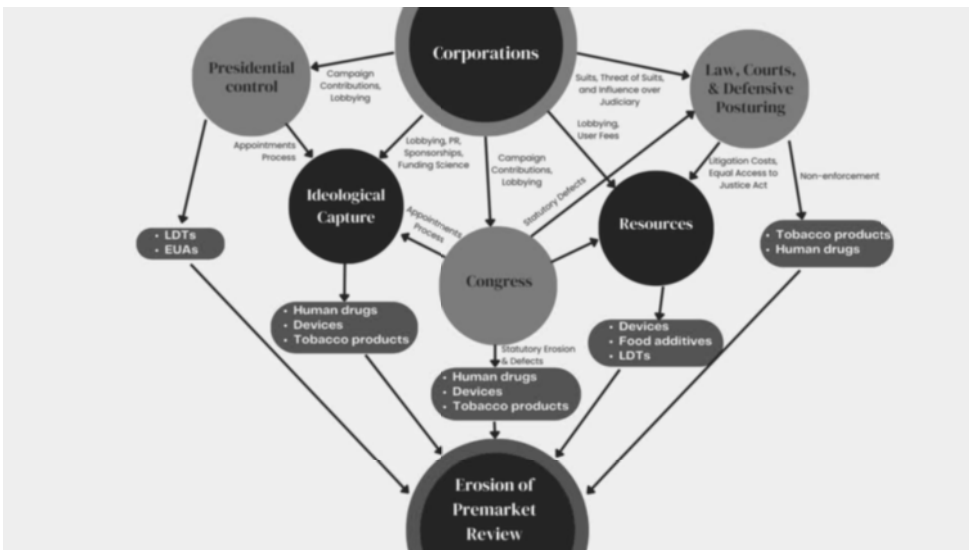 Corporations
Presidential
control
Law, Courts,
& Defensive
Posturing
Campaign
Contributions,
Lobbying
Suits, Threat of Suits,
and Influence over
Judiciary
Lobbying,
User Fees
Appointments
Process
Lobbying, PR,
Sponsorships,
Funding Science
Campaign
Contributions,
Lobbying
Litigation Costs,
Equal Access to
Justice Act
Non-enforcement
Ideological
Capture
Appointments
Process
Statutory Defects
Resources
• LDTs
• EUAs
Congress
• Tobacco products
• Human drugs
• Human drugs
• Devices
• Tobacco products
Statutory Erosion
& Defects
• Devices
• Food additives
• LDTs
• Human drugs
• Devices
• Tobacco products
Erosion of
Premarket
Review